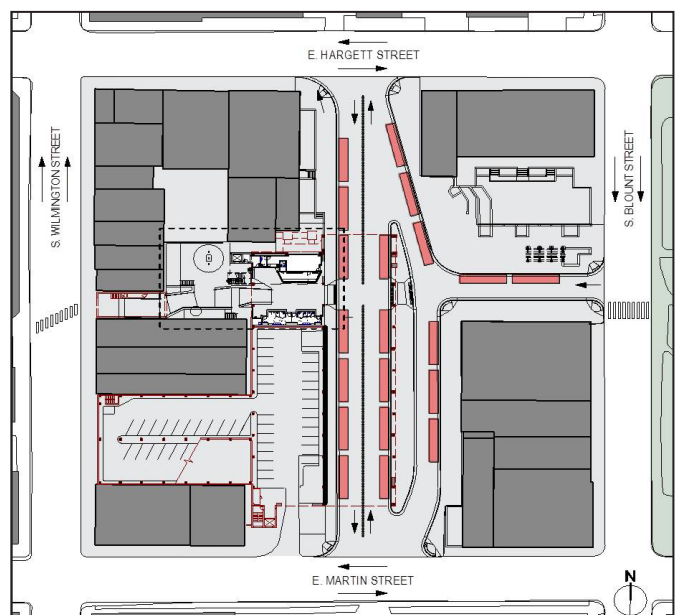 E. HARGETT STREET
S. WILMINGTON STREET
S. BLOUNT STREET
E. MARTIN STREET
N